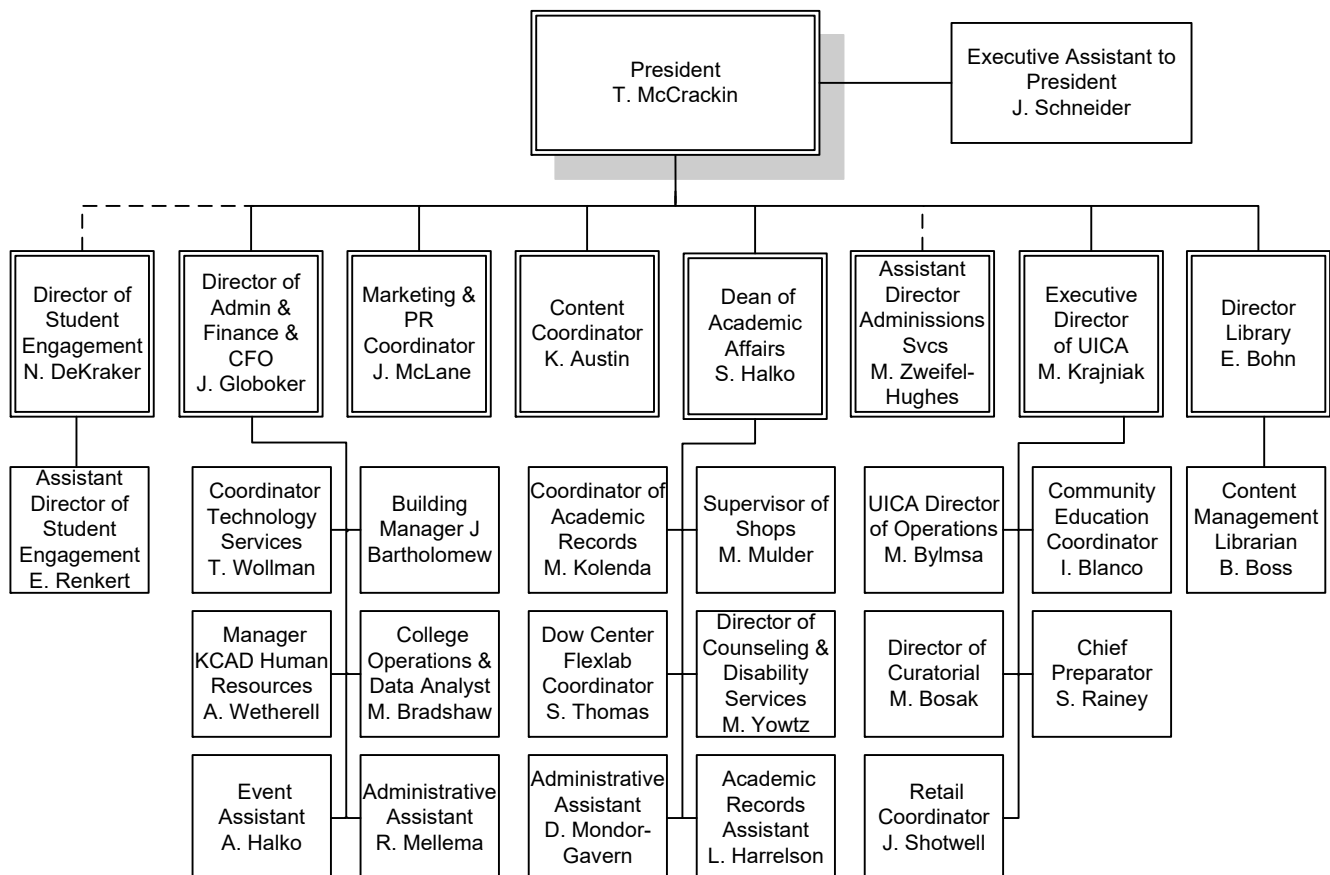 President
T. McCrackin
Executive Assistant to
President
J. Schneider
Director of
Student
Engagement
N. DeKraker
Director of
Admin &
Finance &
CFO
J. Globoker
Marketing &
PR
Coordinator
J. McLane
Content
Coordinator
K. Austin
Dean of
Academic
Affairs
S. Halko
Assistant
Director
Adminissions
Svcs
M. Zweifel-
Hughes
Executive
Director
of UICA
M. Krajniak
Director
Library
E. Bohn
Assistant
Director of
Student
Engagement
E. Renkert
Coordinator
Technology
Services
T. Wollman
Building
Manager J
Bartholomew
Coordinator of
Academic
Records
M. Kolenda
Supervisor of
Shops
M. Mulder
UICA Director
of Operations
M. Bylmsa
Community
Education
Coordinator
I. Blanco
Content
Management
Librarian
B. Boss
Manager
KCAD Human
Resources
A. Wetherell
College
Operations &
Data Analyst
M. Bradshaw
Dow Center
Flexlab
Coordinator
S. Thomas
Director of
Counseling &
Disability
Services
M. Yowtz
Director of
Curatorial
M. Bosak
Chief
Preparator
S. Rainey
Event
Assistant
A. Halko
Administrative
Assistant
R. Mellema
Administrative
Assistant
D. Mondor-
Gavern
Academic
Records
Assistant
L. Harrelson
Retail
Coordinator
J. Shotwell